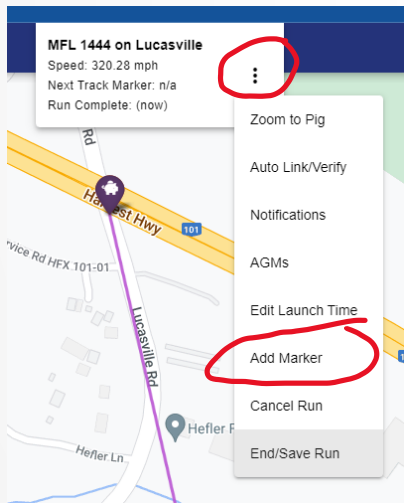 MFL 1444 on Lucasville
Speed: 320.28 mph
Next Track Marker: n/a
Run Complete: (now)
Zoom to Pig
Auto Link/Verify
Notifications
AGMs
Edit Launch Time
Add Marker
Cancel Run
End/Save Run
Rd
Hwy
101
Rd HFX 101-01
Lucasville Rd
Hefler
Hefler Ln